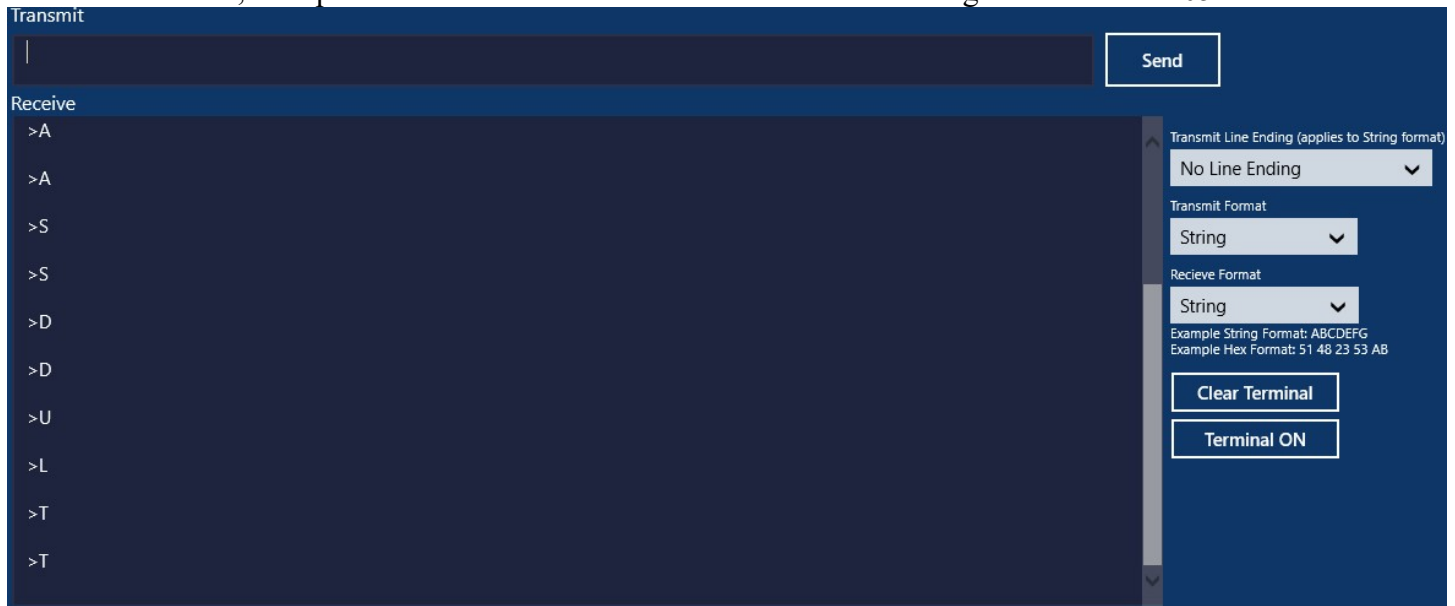 Transmit
Send
Receive
>A
>A
>S
>S
>D
>D
>U
>L
>T
>T
Transmit Line Ending (applies to String format)
No Line Ending
Transmit Format
String
Recieve Format
String
Example String Format: ABCDEFG
Example Hex Format: 51 48 23 53 AB
Clear Terminal
Terminal ON